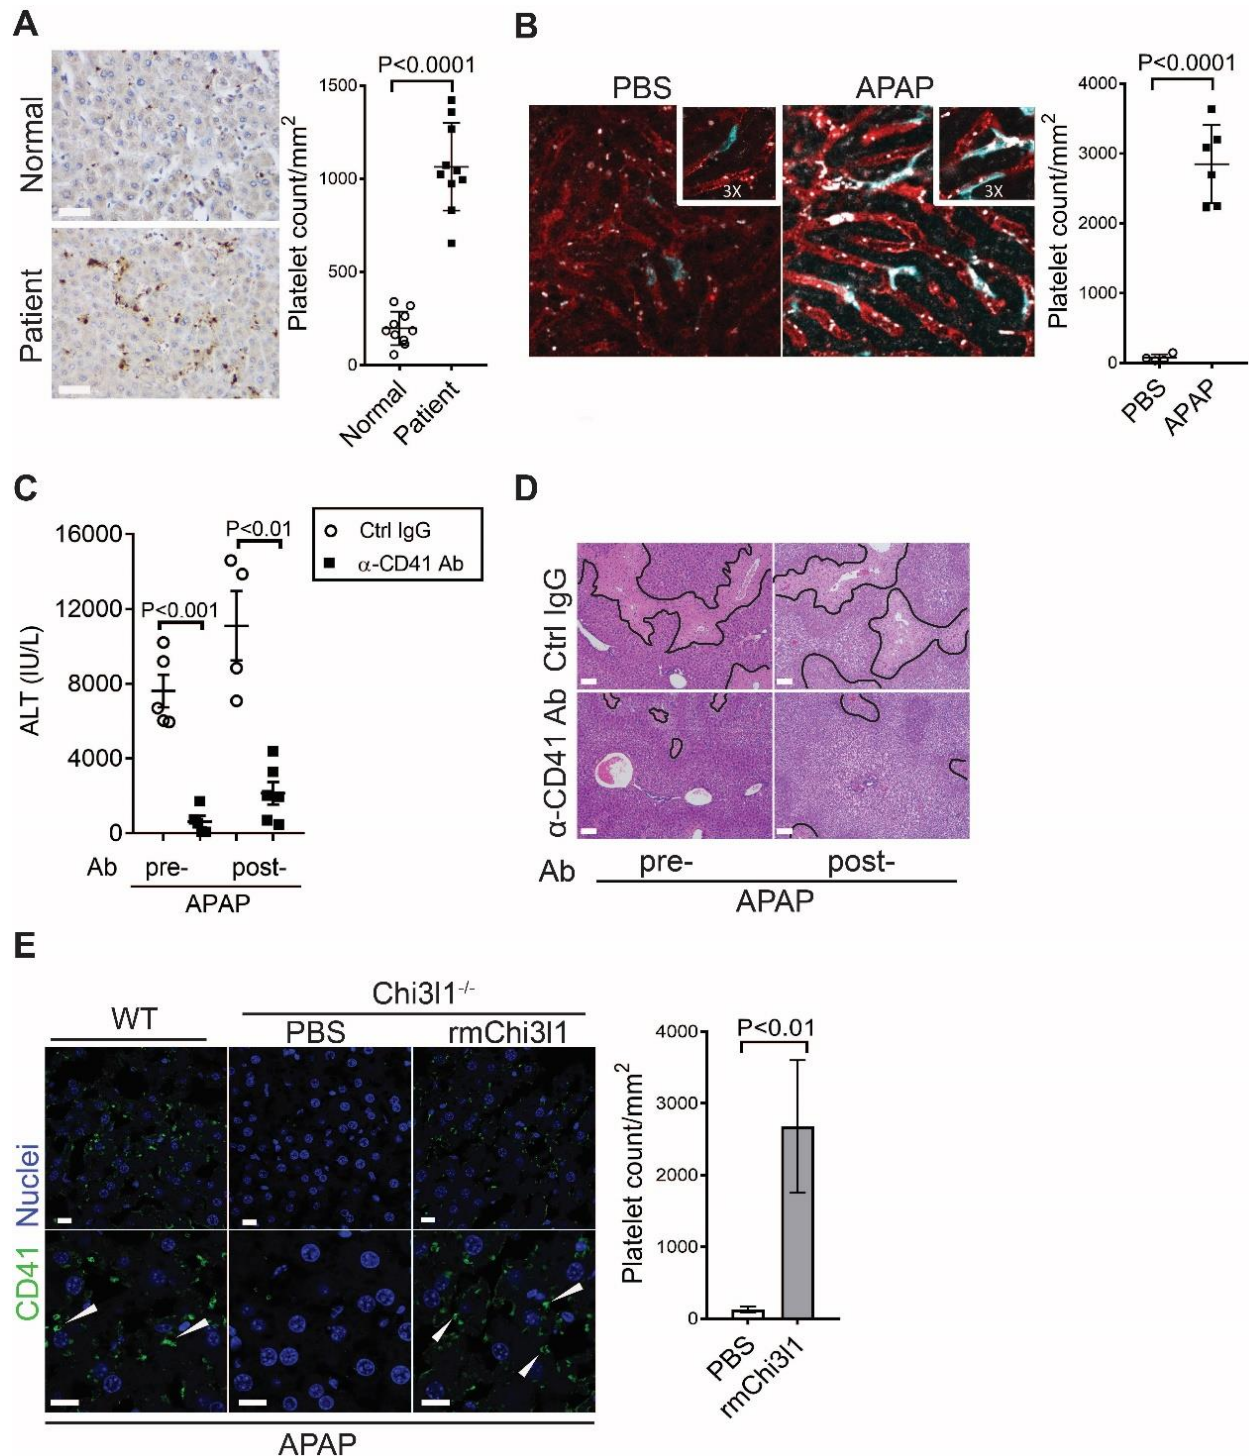 A
Normal
Patient
Platelet count/mm²
P<0.0001
1500
1000
500
0
Normal
Patient
B
PBS
APAP
3X
3X
Platelet count/mm²
P<0.0001
4000
3000
2000
1000
0
PBS
APAP
C
ALT (IU/L)
16000
12000
8000
4000
0
P<0.001
P<0.01
Ctrl IgG
α-CD41 Ab
Ab pre- post-
APAP
D
Ctrl IgG
α-CD41 Ab
Ab pre- post-
APAP
E
Chi3l1⁻/⁻
WT PBS rmChi3l1
CD41 Nuclei
APAP
Platelet count/mm²
P<0.01
4000
3000
2000
1000
0
PBS
rmChi3l1